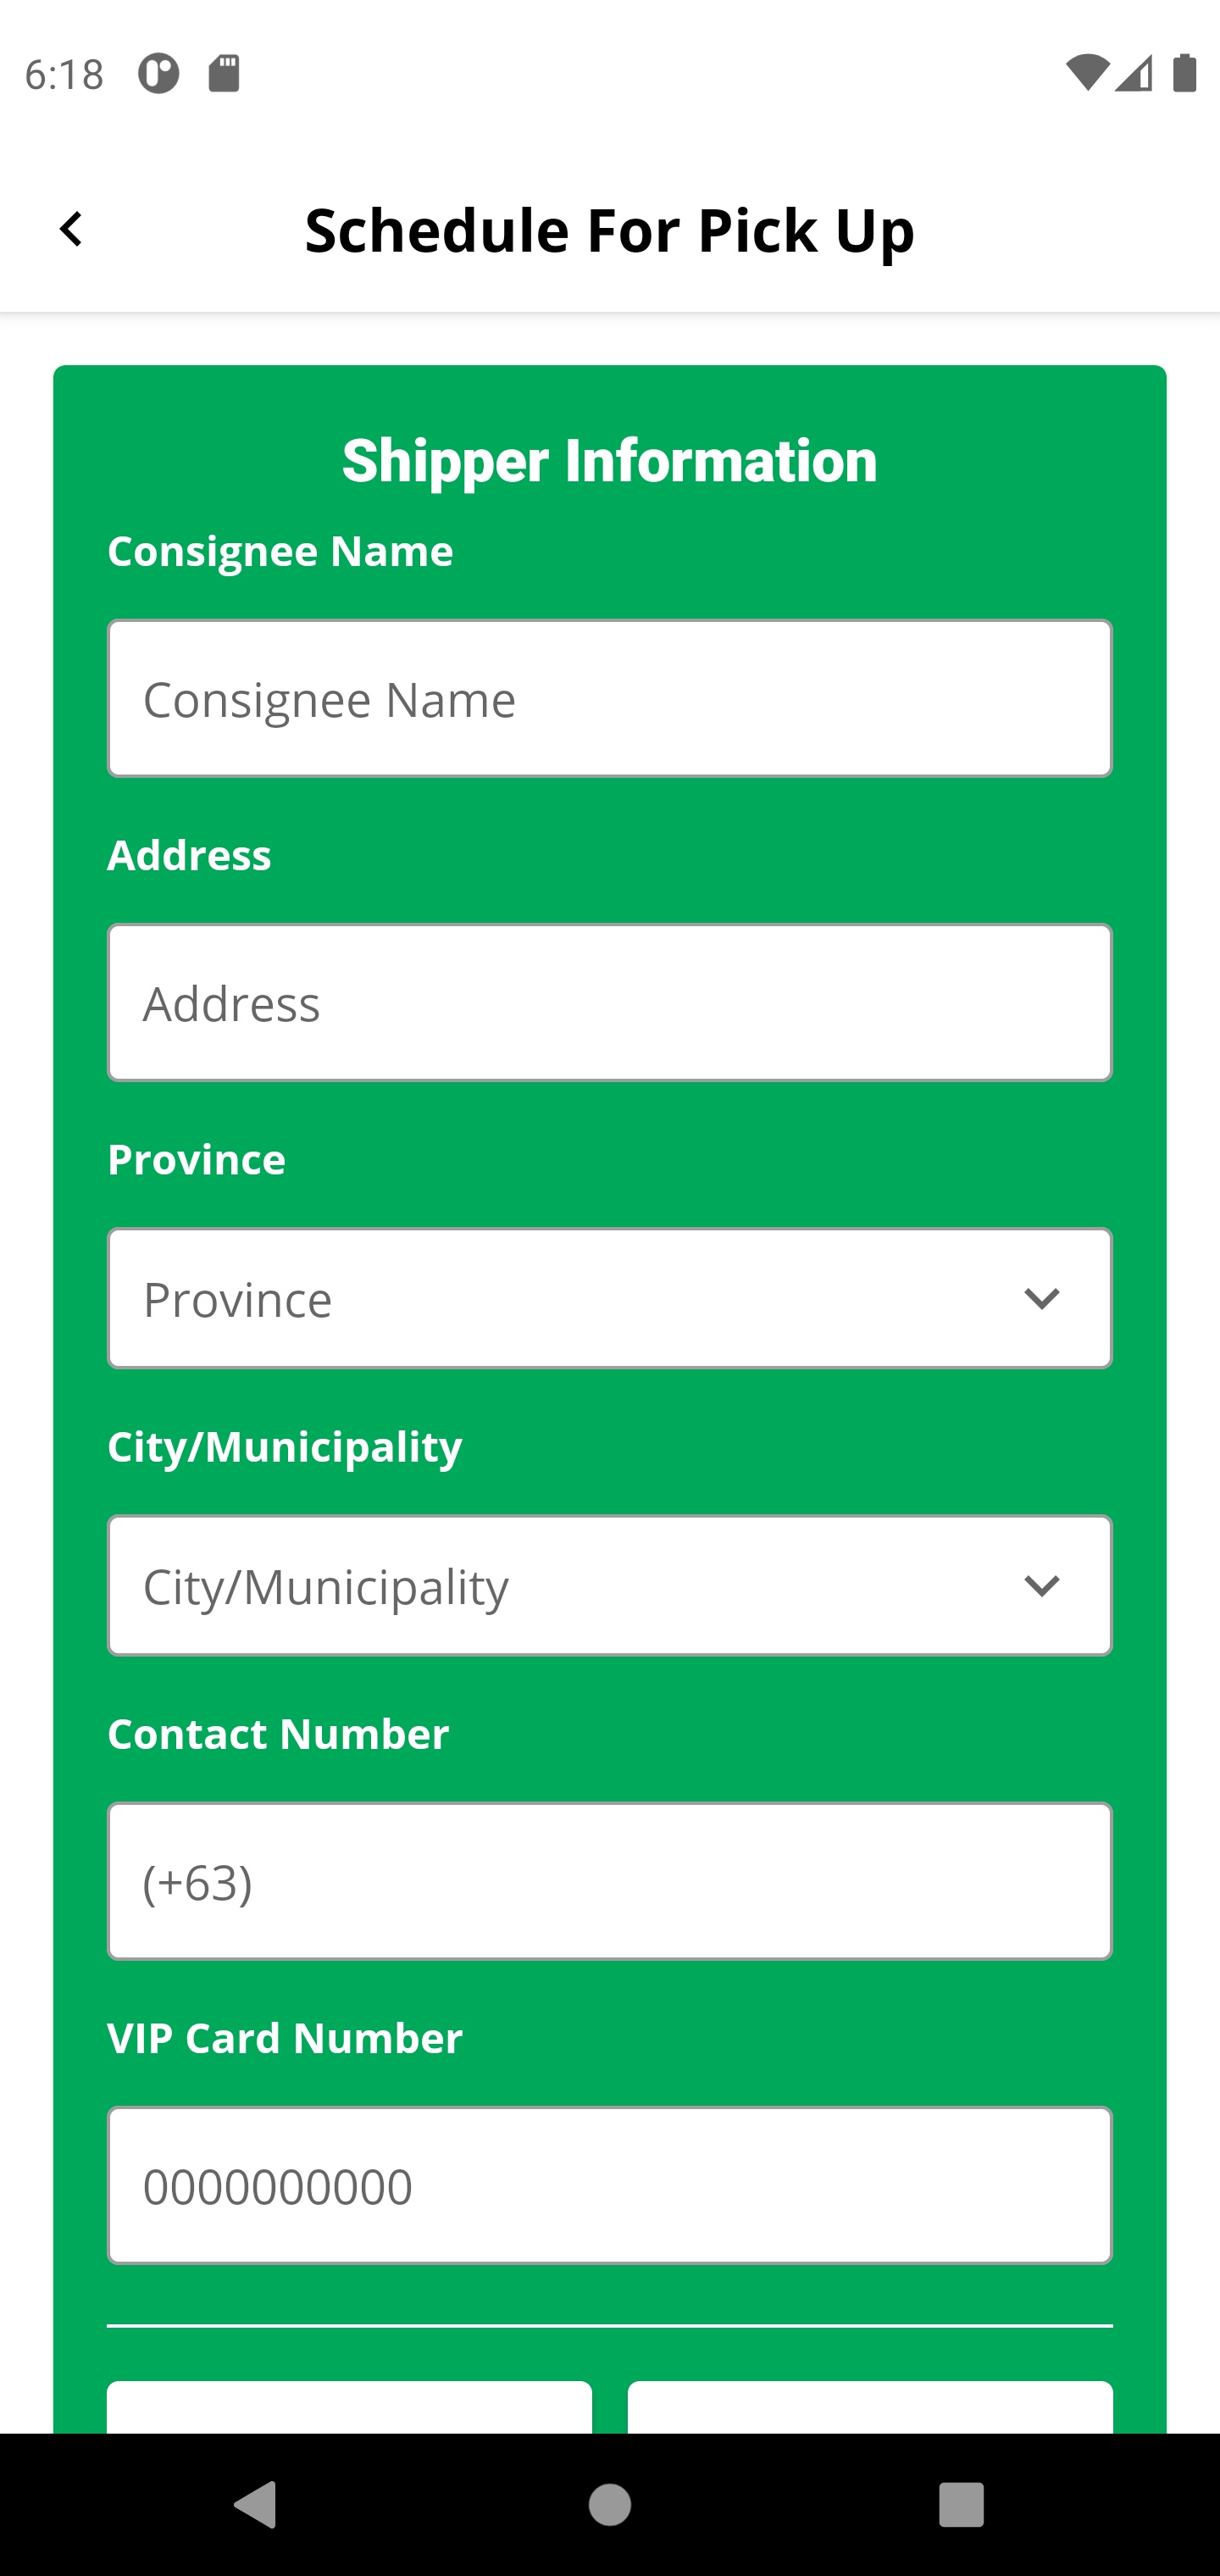 6:18
Schedule For Pick Up
Shipper Information
Consignee Name
Consignee Name
Address
Address
Province
Province
City/Municipality
City/Municipality
Contact Number
(+63)
VIP Card Number
0000000000